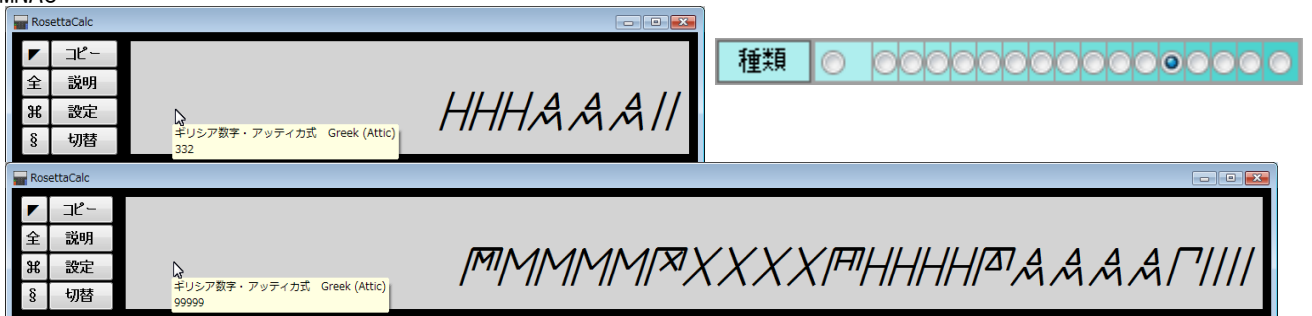 RosettaCalc
コピー
全 説明
⌘ 設定
§ 切替
HHHΔΔΔII
ギリシア数字・アッティカ式 Greek (Attic)
332
種類
RosettaCalc
コピー
全 説明
⌘ 設定
§ 切替
𐅇MMMM𐅆XXXX𐅅HHHH𐅄ΔΔΔΔΓIIII
ギリシア数字・アッティカ式 Greek (Attic)
99999